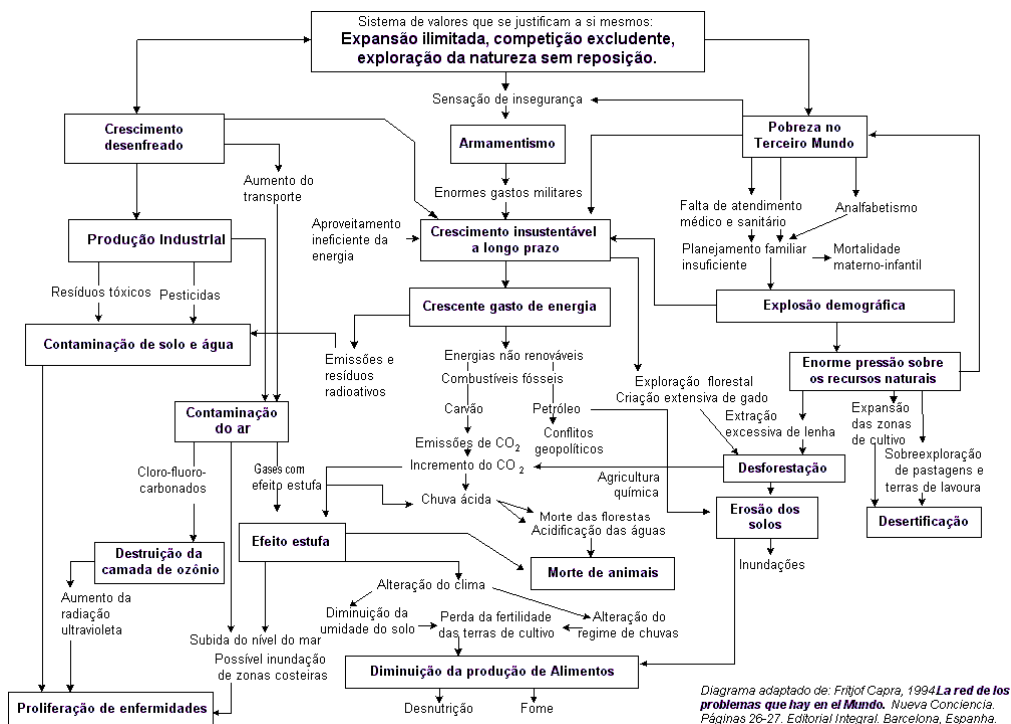 Sistema de valores que se justificam a si mesmos:
Expansão ilimitada, competição excludente,
exploração da natureza sem reposição.
Sensação de insegurança
Crescimento
desenfreado
Armamentismo
Pobreza no
Terceiro Mundo
Aumento do
transporte
Enormes gastos militares
Falta de atendimento
médico e sanitário
Analfabetismo
Aproveitamento
ineficiente da
energia
Produção Industrial
Crescimento insustentável
a longo prazo
Planejamento familiar
insuficiente
Mortalidade
materno-infantil
Resíduos tóxicos
Pesticidas
Crescente gasto de energia
Explosão demográfica
Contaminação de solo e água
Emissões e
resíduos
radioativos
Energias não renováveis
Combustíveis fósseis
Enorme pressão sobre
os recursos naturais
Exploração florestal
Criação extensiva de gado
Contaminação
do ar
Carvão
Petróleo
Extração
excessiva de lenha
Expansão
das zonas
de cultivo
Emissões de CO2
Conflitos
geopolíticos
Cloro-fluoro-
carbonados
Gases com
efeito estufa
Incremento do CO2
Desforestação
Sobreexploração
de pastagens e
terras de lavoura
Agricultura
química
Chuva ácida
Morte das florestas
Acidificação das águas
Erosão dos
solos
Desertificação
Efeito estufa
Destruição da
camada de ozônio
Morte de animais
Inundações
Aumento da
radiação
ultravioleta
Alteração do clima
Diminuição da
umidade do solo
Perda da fertilidade
das terras de cultivo
Alteração do
regime de chuvas
Subida do nível do mar
Possível inundação
de zonas costeiras
Diminuição da produção de Alimentos
Proliferação de enfermidades
Desnutrição
Fome
Diagrama adaptado de: Fritjof Capra, 1994 La red de los
problemas que hay en el Mundo. Nueva Conciencia.
Páginas 26-27. Editorial Integral. Barcelona, Espanha.